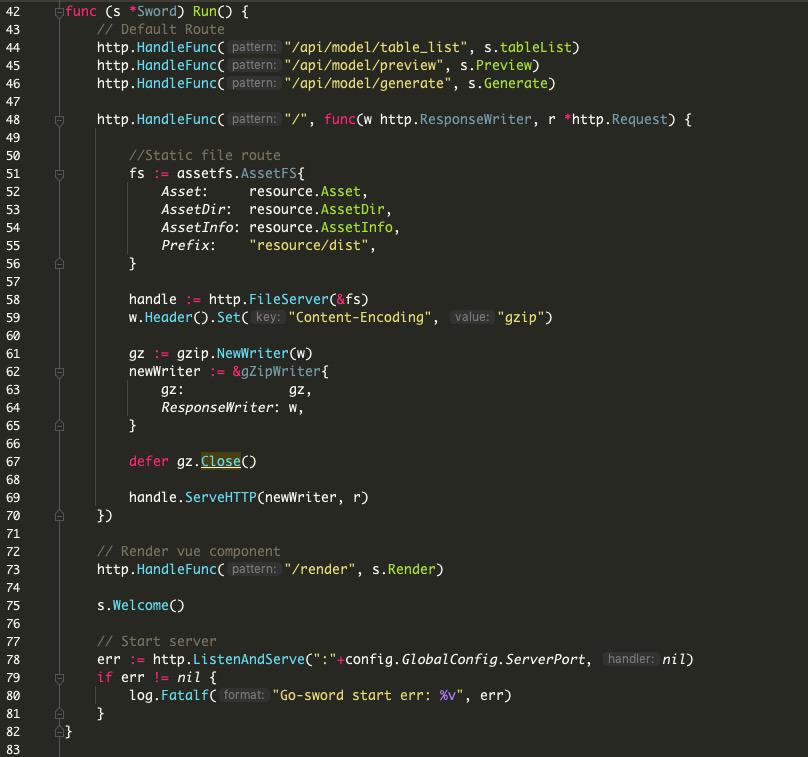 42 func (s *Sword) Run() {
43 // Default Route
44 http.HandleFunc( pattern: "/api/model/table_list", s.tableList)
45 http.HandleFunc( pattern: "/api/model/preview", s.Preview)
46 http.HandleFunc( pattern: "/api/model/generate", s.Generate)
47
48 http.HandleFunc( pattern: "/", func(w http.ResponseWriter, r *http.Request) {
49
50 //Static file route
51 fs := assetfs.AssetFS{
52 Asset: resource.Asset,
53 AssetDir: resource.AssetDir,
54 AssetInfo: resource.AssetInfo,
55 Prefix: "resource/dist",
56 }
57
58 handle := http.FileServer(&fs)
59 w.Header().Set( key: "Content-Encoding", value: "gzip")
60
61 gz := gzip.NewWriter(w)
62 newWriter := &gZipWriter{
63 gz: gz,
64 ResponseWriter: w,
65 }
66
67 defer gz.Close()
68
69 handle.ServeHTTP(newWriter, r)
70 })
71
72 // Render vue component
73 http.HandleFunc( pattern: "/render", s.Render)
74
75 s.Welcome()
76
77 // Start server
78 err := http.ListenAndServe(":"+config.GlobalConfig.ServerPort, handler: nil)
79 if err != nil {
80 log.Fatalf( format: "Go-sword start err: %v", err)
81 }
82 }
83